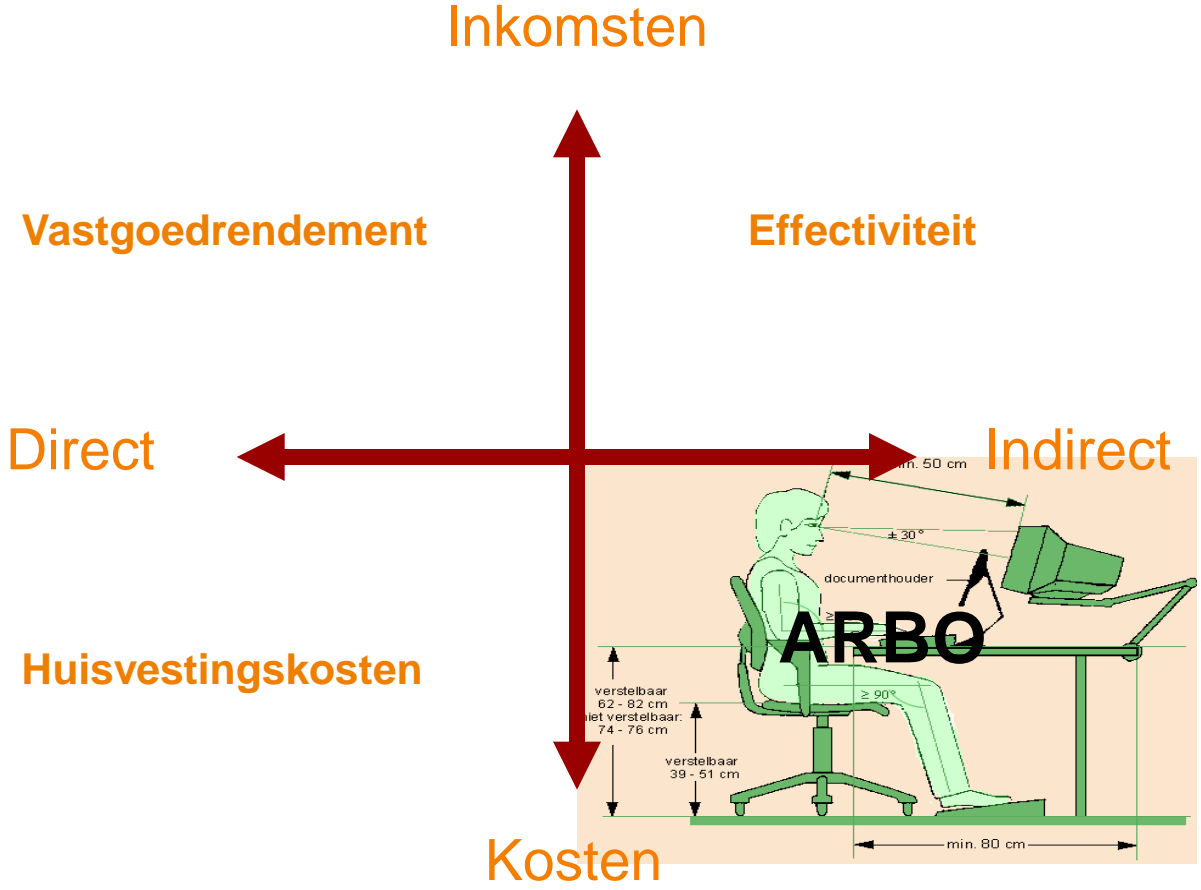 Inkomsten
Vastgoedrendement
Effectiviteit
Direct
Indirect
50 cm
± 30°
documenthouder
≥
ARBO
Huisvestingskosten
≥ 90°
verstelbaar
62 - 82 cm
niet verstelbaar:
74 - 76 cm
verstelbaar
39 - 51 cm
min. 80 cm
Kosten